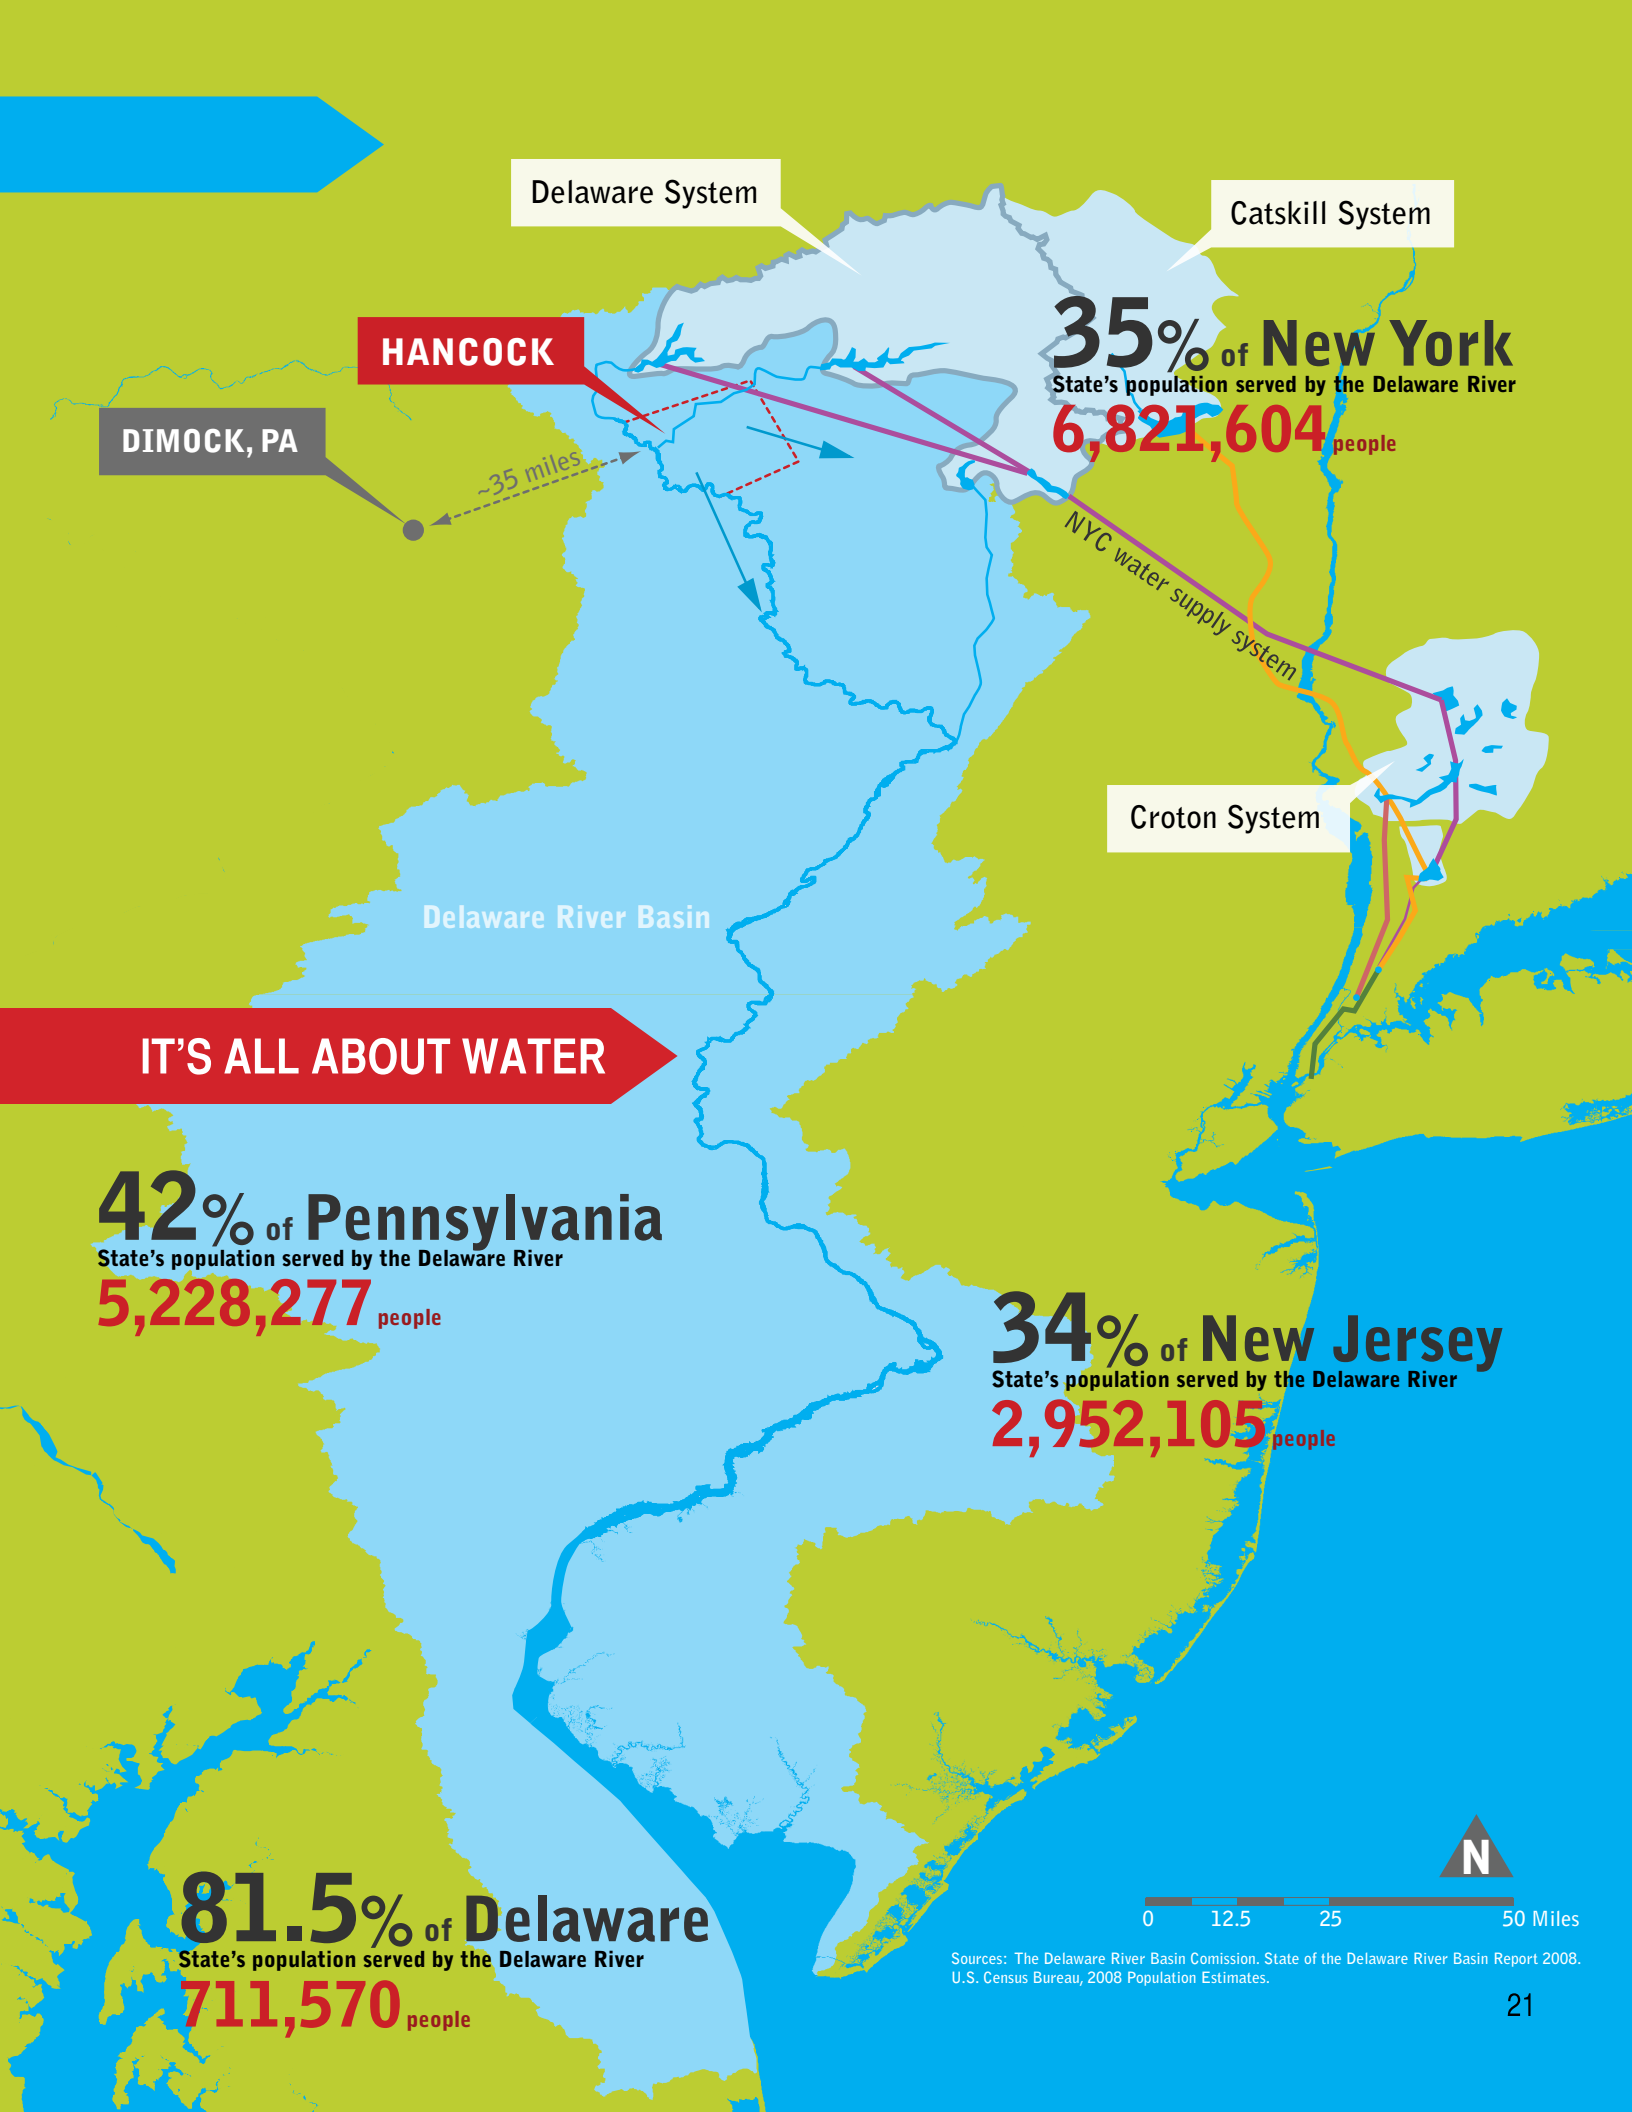 Delaware System
Catskill System
HANCOCK
35% of New York
State's population served by the Delaware River
6,821,604 people
DIMOCK, PA
~35 miles
NYC water supply system
Croton System
Delaware River Basin
IT'S ALL ABOUT WATER
42% of Pennsylvania
State's population served by the Delaware River
5,228,277 people
34% of New Jersey
State's population served by the Delaware River
2,952,105 people
81.5% of Delaware
State's population served by the Delaware River
711,570 people
N
0 12.5 25 50 Miles
Sources: The Delaware River Basin Comission. State of the Delaware River Basin Report 2008.
U.S. Census Bureau, 2008 Population Estimates.
21